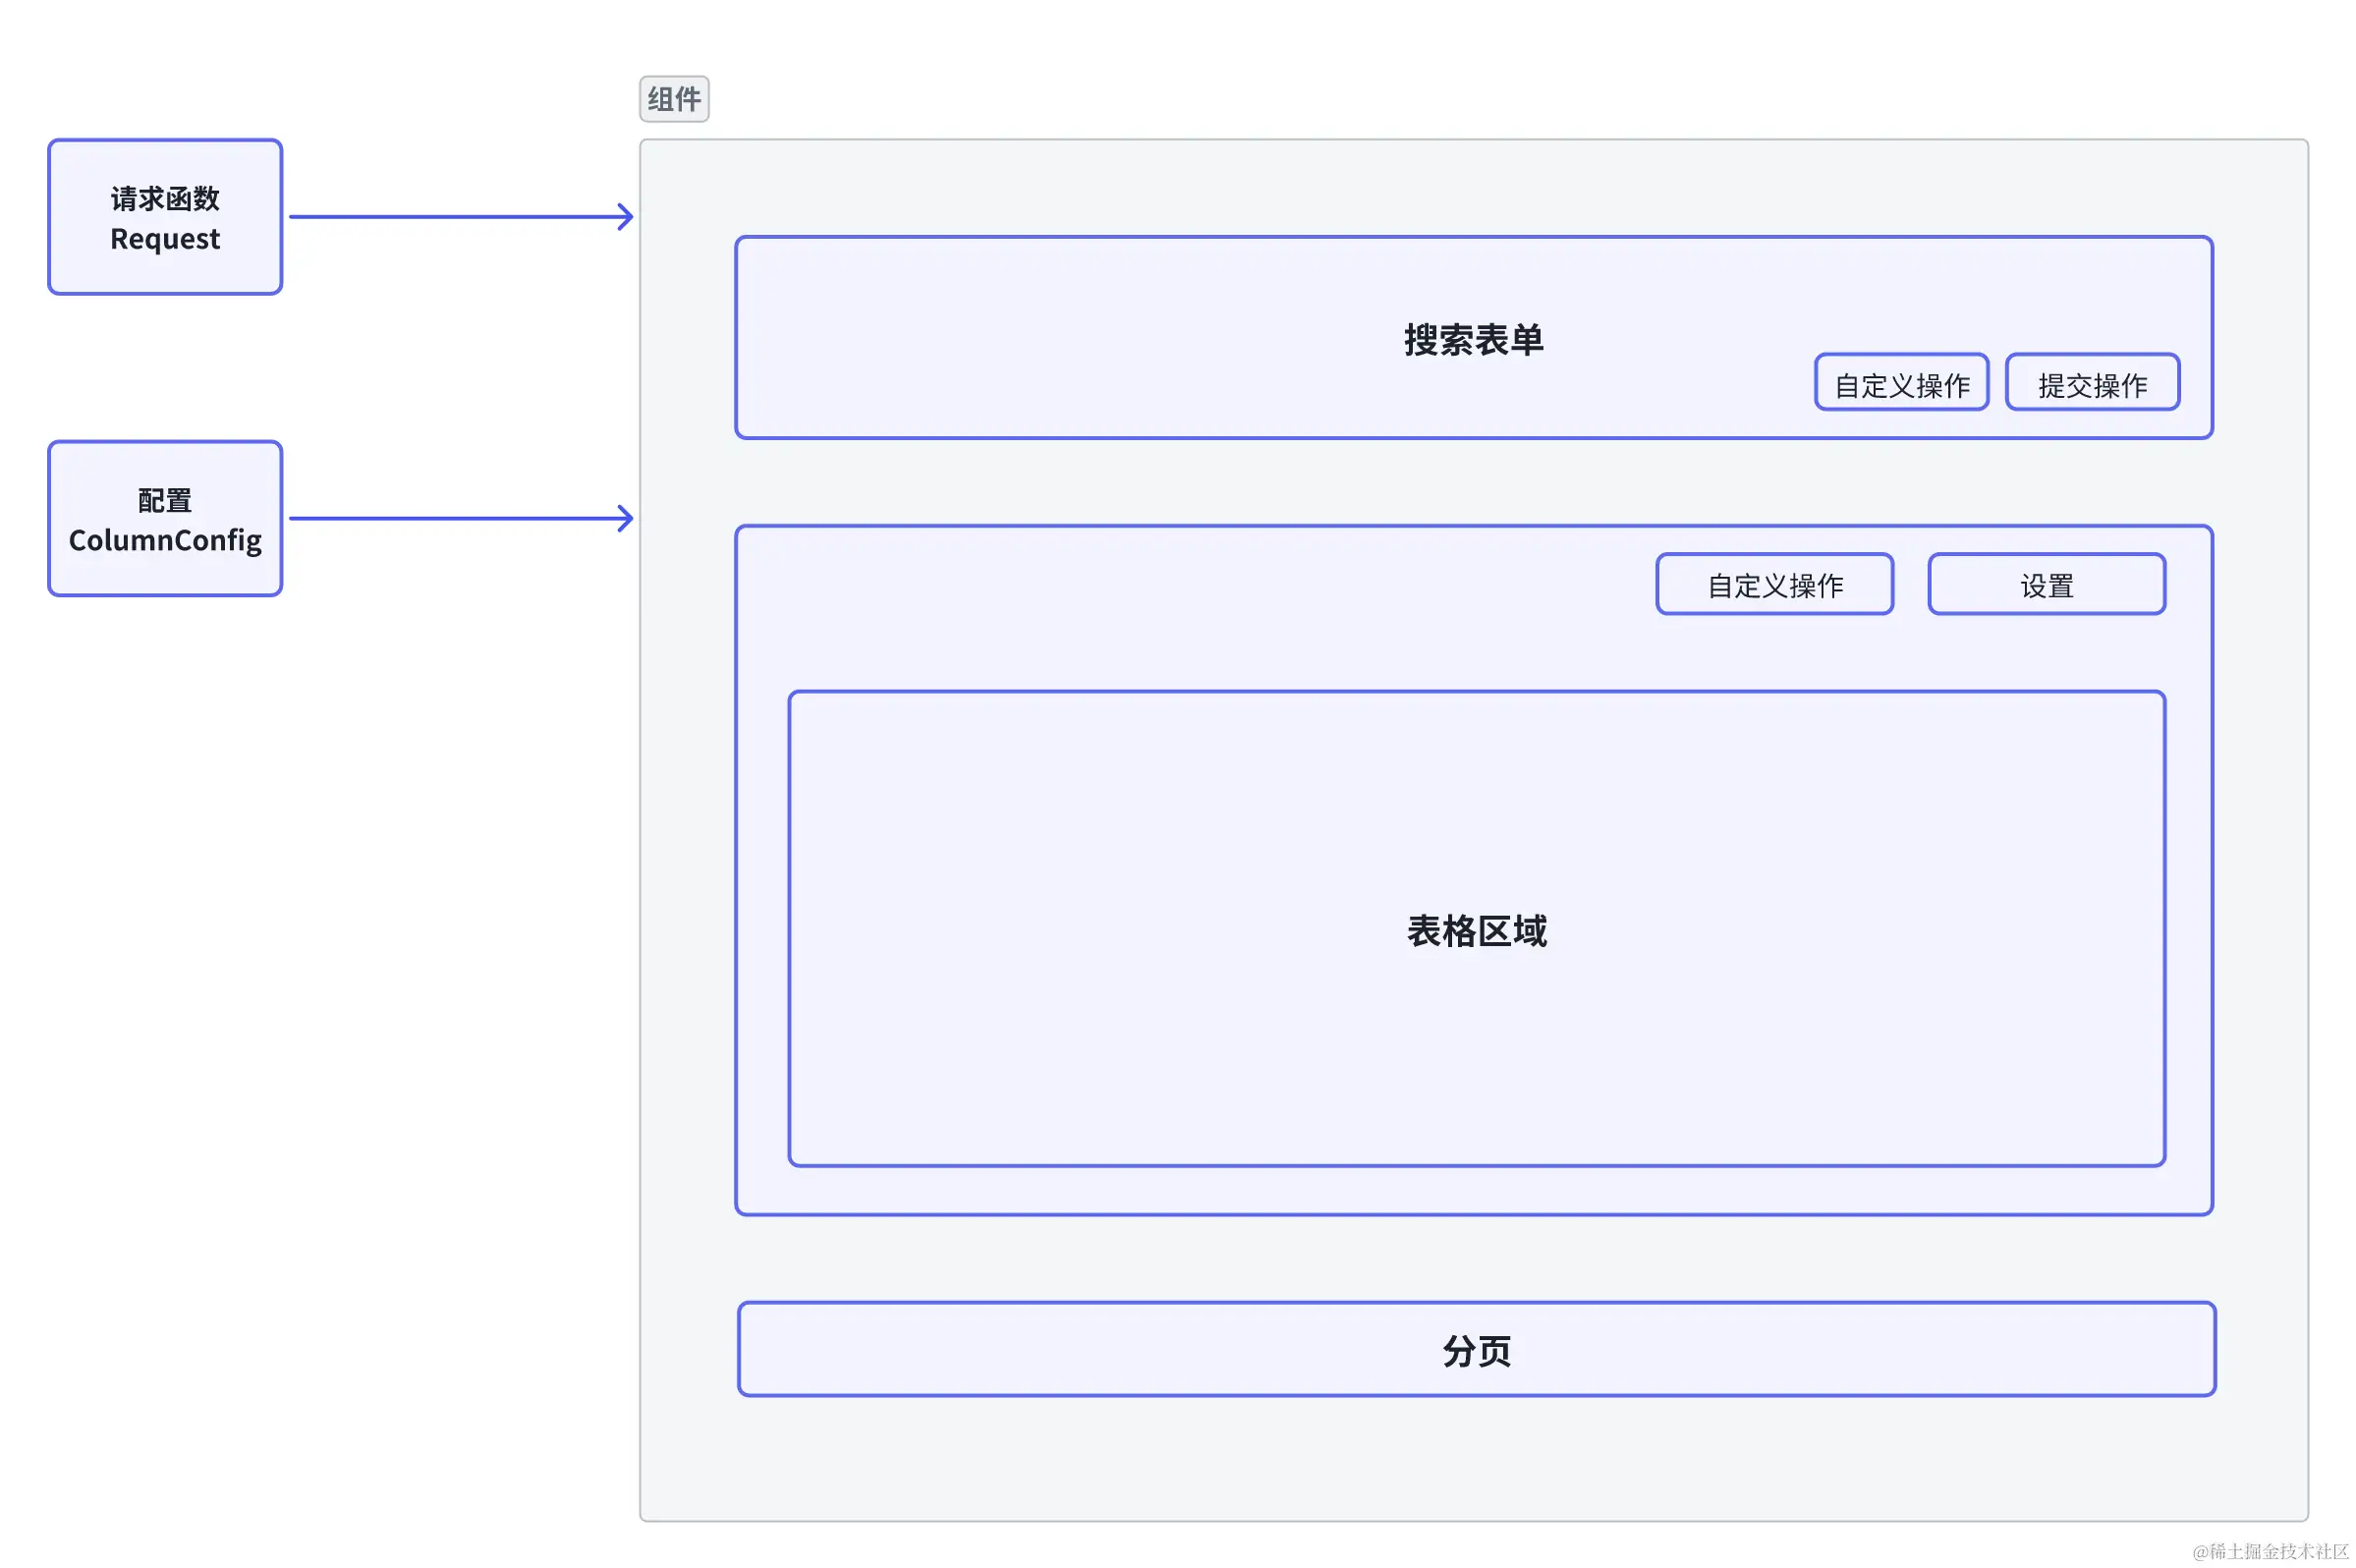 组件
请求函数
Request
配置
ColumnConfig
搜索表单
自定义操作
提交操作
自定义操作
设置
表格区域
分页
@稀土掘金技术社区